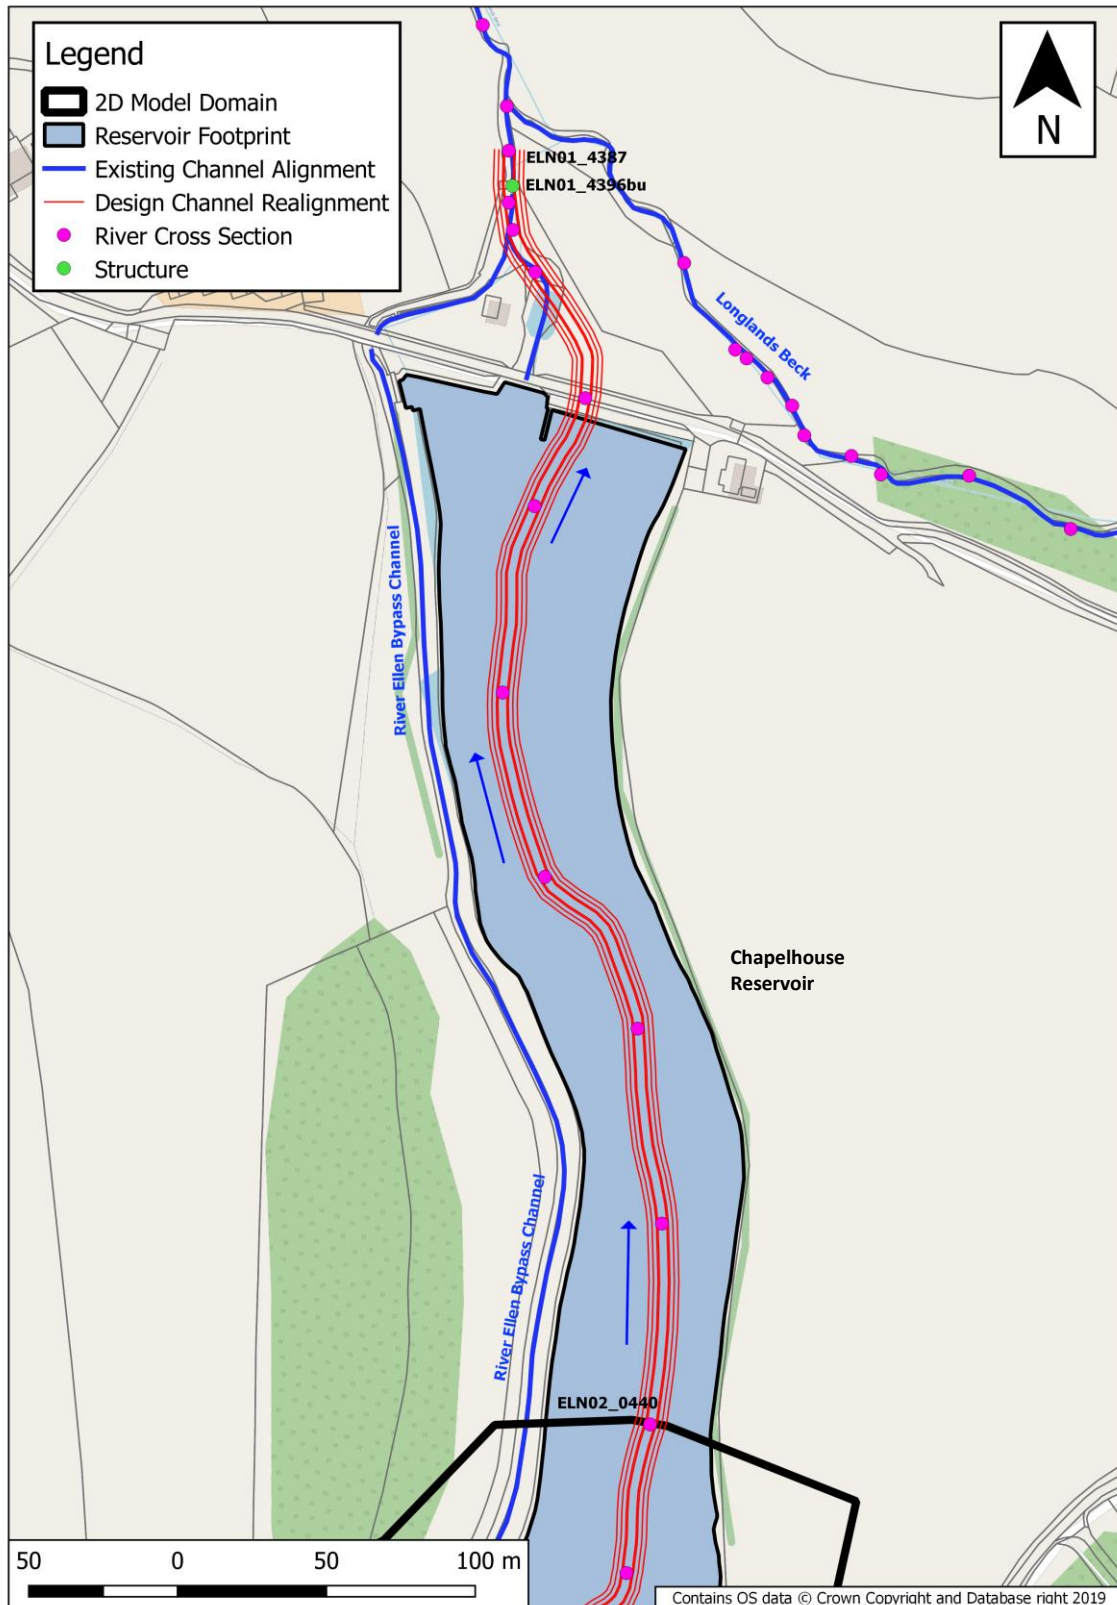 Legend
2D Model Domain
Reservoir Footprint
Existing Channel Alignment
Design Channel Realignment
River Cross Section
Structure
N
ELN01_4387
ELN01_4396bu
Longlands Beck
River Ellen Bypass Channel
Chapelhouse
Reservoir
River Ellen Bypass Channel
ELN02_0440
50 0 50 100 m
Contains OS data © Crown Copyright and Database right 2019